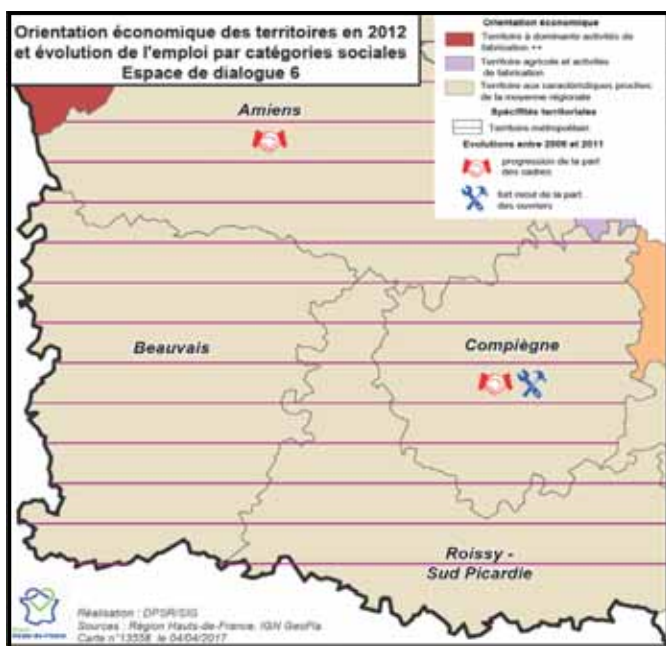 Orientation économique des territoires en 2012
et évolution de l'emploi par catégories sociales
Espace de dialogue 6
Orientation économique
Territoire à dominante activités de
fabrication ++
Territoire agricole et activités
de fabrication
Territoire aux caractéristiques proches
de la moyenne régionale
Spécifités territoriales
Territoire métropolitain
Evolutions entre 2006 et 2011
progression de la part
des cadres
fort recul de la part
des ouvriers
Amiens
Beauvais
Compiègne
Roissy -
Sud Picardie
Réalisation : DPSR/SIG
Sources : Région Hauts-de-France, IGN GeoFla
Carte n°13558 le 04/04/2017
Hauts-de-France